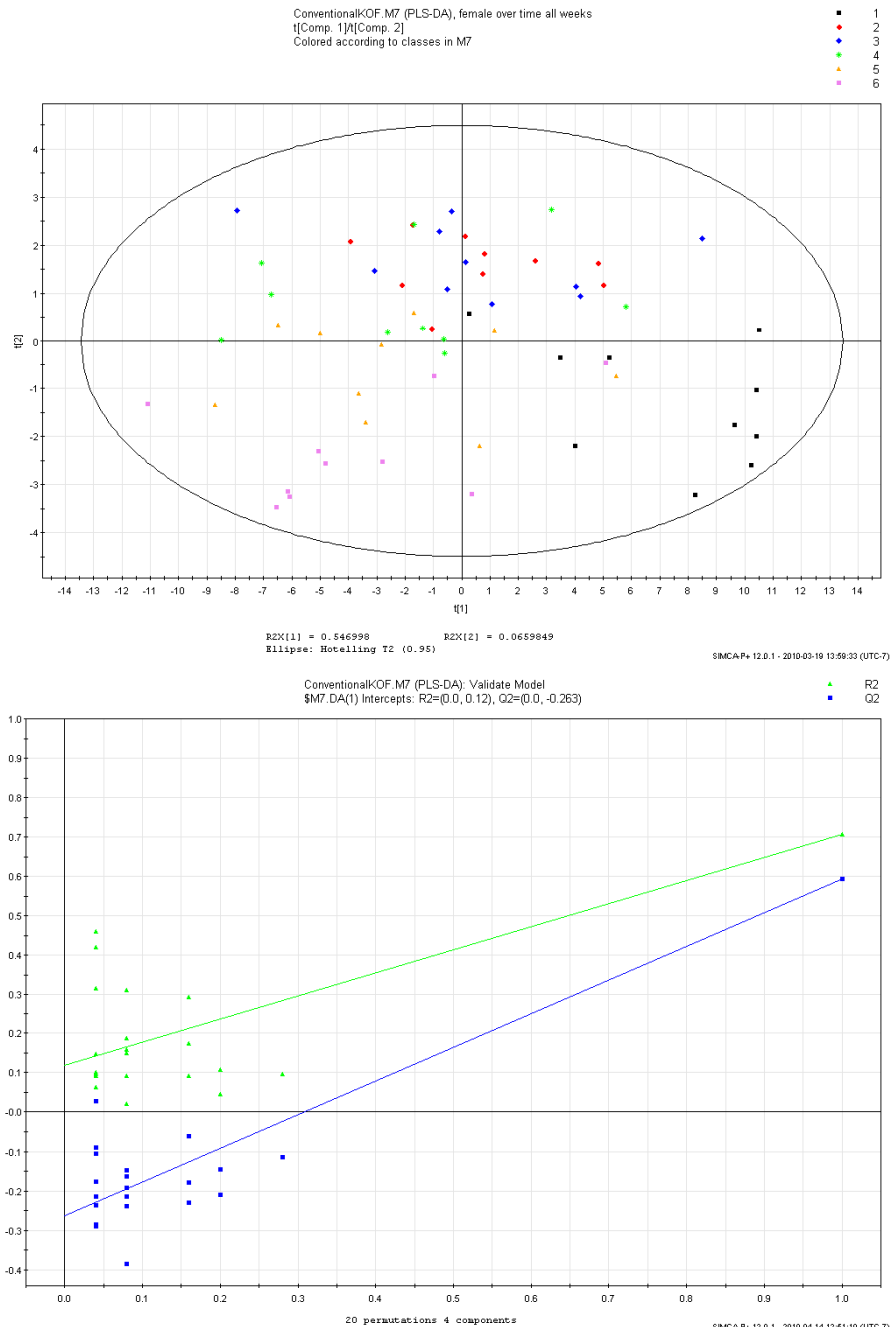 ConventionalKOF.M7 (PLS-DA), female over time all weeks
t[Comp. 1]/t[Comp. 2]
Colored according to classes in M7
1
2
3
4
5
6
4
3
2
1
0
-1
-2
-3
-4
t[2]
-14 -13 -12 -11 -10 -9 -8 -7 -6 -5 -4 -3 -2 -1 0 1 2 3 4 5 6 7 8 9 10 11 12 13 14
t[1]
R2X[1] = 0.546998 R2X[2] = 0.0659849
Ellipse: Hotelling T2 (0.95)
SIMCA-P+ 12.0.1 - 2010-03-19 13:59:33 (UTC-7)
ConventionalKOF.M7 (PLS-DA): Validate Model
$M7.DA(1) Intercepts: R2=(0.0, 0.12), Q2=(0.0, -0.263)
R2
Q2
1.0
0.9
0.8
0.7
0.6
0.5
0.4
0.3
0.2
0.1
-0.0
-0.1
-0.2
-0.3
-0.4
0.0 0.1 0.2 0.3 0.4 0.5 0.6 0.7 0.8 0.9 1.0
20 permutations 4 components